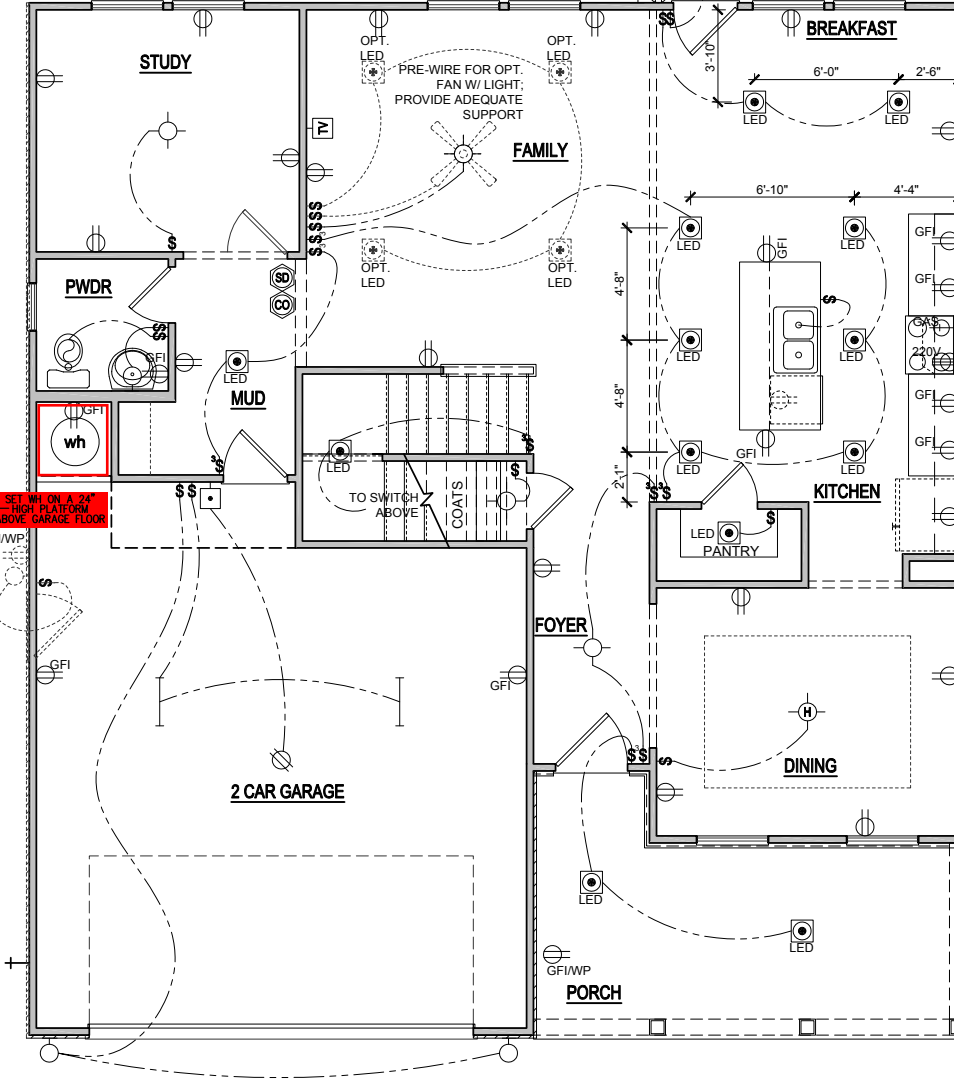 BREAKFAST
STUDY
OPT.
LED
OPT.
LED
PRE-WIRE FOR OPT.
FAN W/ LIGHT;
PROVIDE ADEQUATE
SUPPORT
3'-10"
6'-0"
2'-6"
LED
LED
TV
FAMILY
6'-10"
4'-4"
$
$
$
$
$
$
LED
LED
GFI
GFI
OPT.
LED
OPT.
LED
SD
CO
PWDR
4'-8"
GFI
$
GAS
220V
LED
LED
GFI
LED
MUD
4'-8"
GFI
GFI
wh
GFI
GFI
LED
LED
LED
2'-1"
KITCHEN
SET WH ON A 24"
HIGH PLATFORM
ABOVE GARAGE FLOOR
TO SWITCH
ABOVE
COATS
LED
PANTRY
/WP
FOYER
GFI
GFI
H
DINING
2 CAR GARAGE
LED
LED
GFI/WP
PORCH